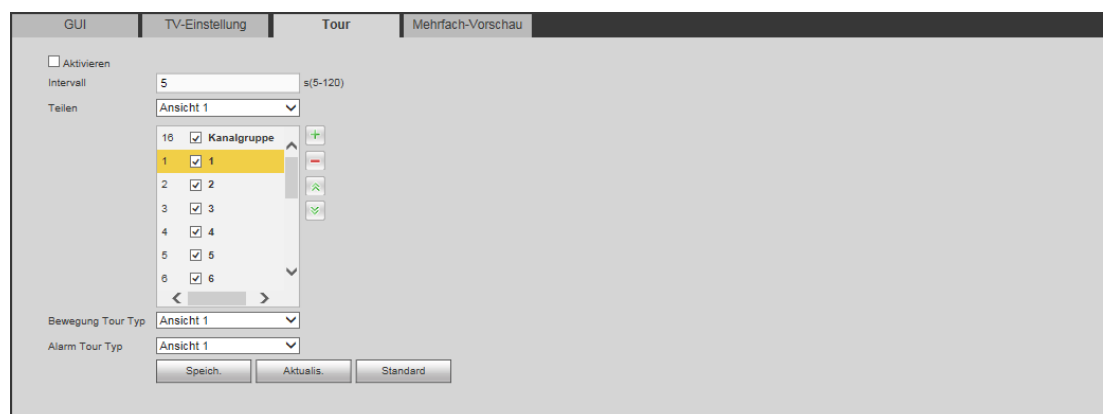 GUI TV-Einstellung Tour Mehrfach-Vorschau
Aktivieren
Intervall 5 s(5-120)
Teilen Ansicht 1
16 Kanalgruppe
1 1
2 2
3 3
4 4
5 5
6 6
Bewegung Tour Typ Ansicht 1
Alarm Tour Typ Ansicht 1
Speich. Aktualis. Standard